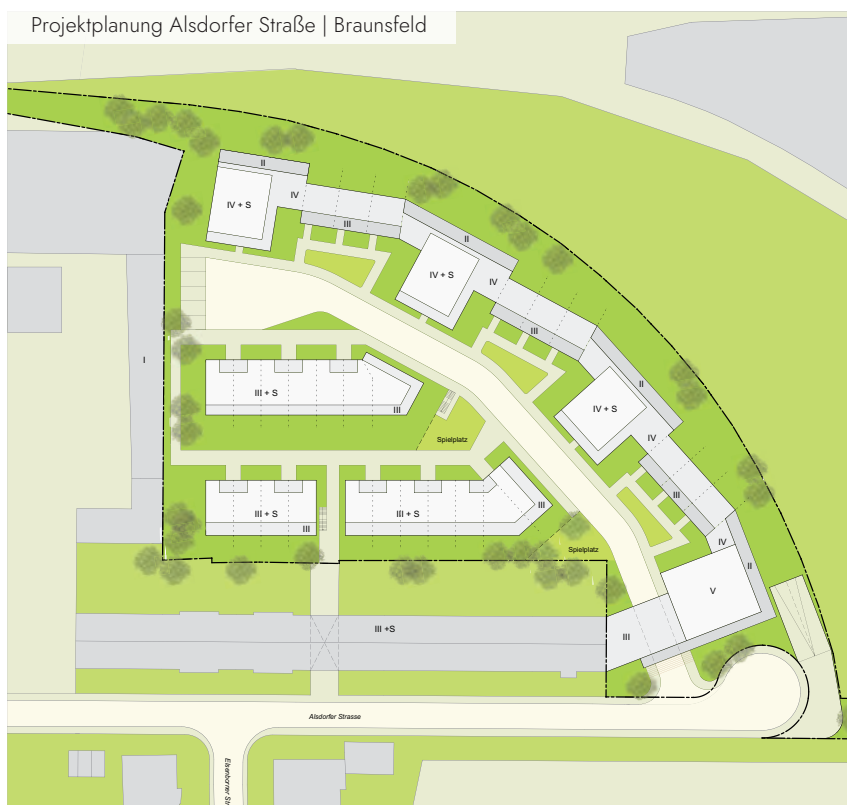 Projektplanung Alsdorfer Straße | Braunsfeld
II
IV + S
IV
III
II
IV + S
IV
III
I
II
III + S
III
IV + S
Spielplatz
IV
III
III + S
III
III + S
III
IV
II
Spielplatz
V
III +S
III
Alsdorfer Strasse